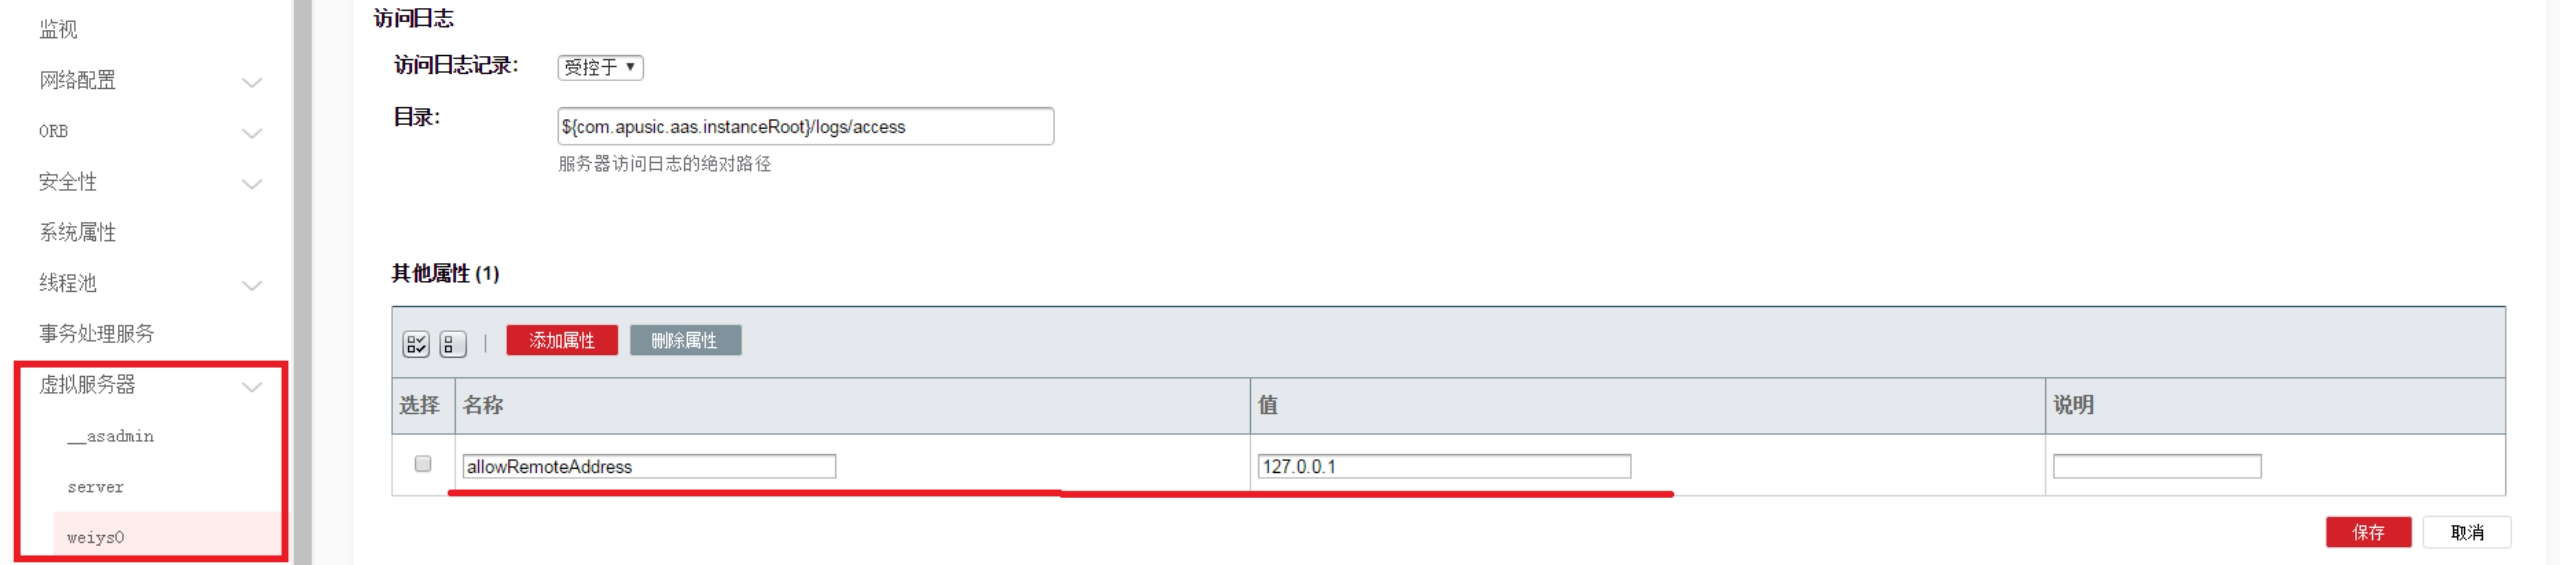 监视
网络配置
ORB
安全性
系统属性
线程池
事务处理服务
虚拟服务器
__asadmin
server
weiys0
访问日志
访问日志记录: 受控于
目录: ${com.apusic.aas.instanceRoot}/logs/access
服务器访问日志的绝对路径
其他属性 (1)
添加属性 删除属性
选择 名称 值 说明
allowRemoteAddress 127.0.0.1
保存 取消